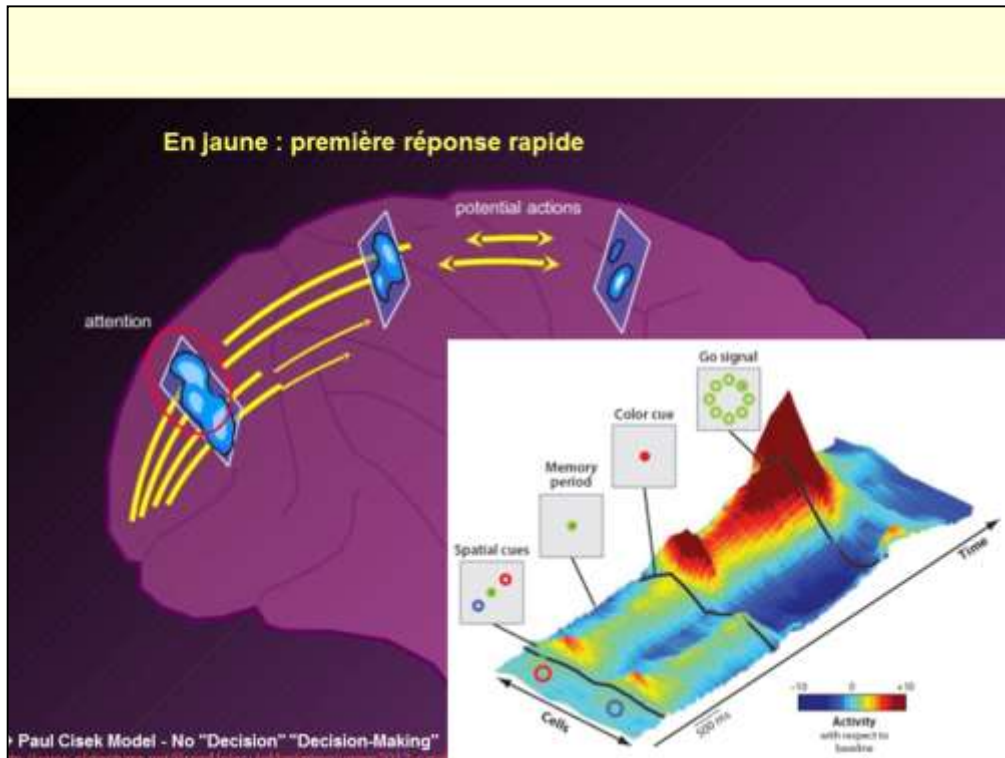 En jaune : première réponse rapide
potential actions
attention
Go signal
Color cue
Memory
period
Spatial cues
Time
Cells
500 ms
−10 0 +10
Activity
with respect to
baseline
Paul Cisek Model - No "Decision" "Decision-Making"